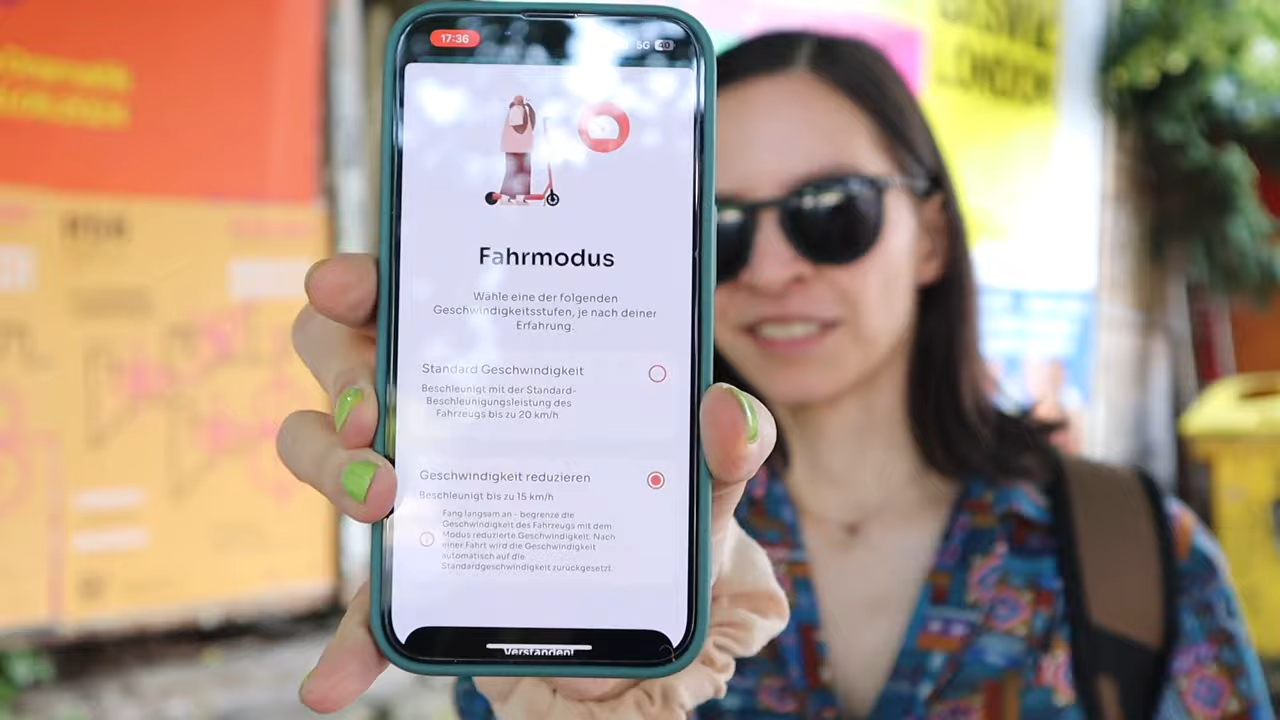 17:36
5G
40
Fahrmodus
Wähle eine der folgenden
Geschwindigkeitsstufen, je nach deiner
Erfahrung.
Standard Geschwindigkeit
Beschleunigt mit der Standard-
Beschleunigungsleistung des
Fahrzeugs bis zu 20 km/h
Geschwindigkeit reduzieren
Beschleunigt bis zu 15 km/h
Fang langsam an - begrenze die
Geschwindigkeit des Fahrzeugs mit dem
Modus reduzierte Geschwindigkeit. Nach
einer Fahrt wird die Geschwindigkeit
automatisch auf die
Standardgeschwindigkeit zurückgesetzt.
Verstanden!
LONDON